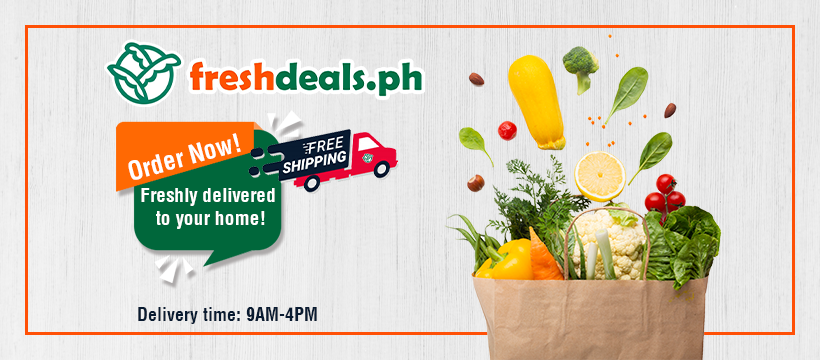 freshdeals.ph
Order Now!
FREE
SHIPPING
Freshly delivered
to your home!
Delivery time: 9AM-4PM